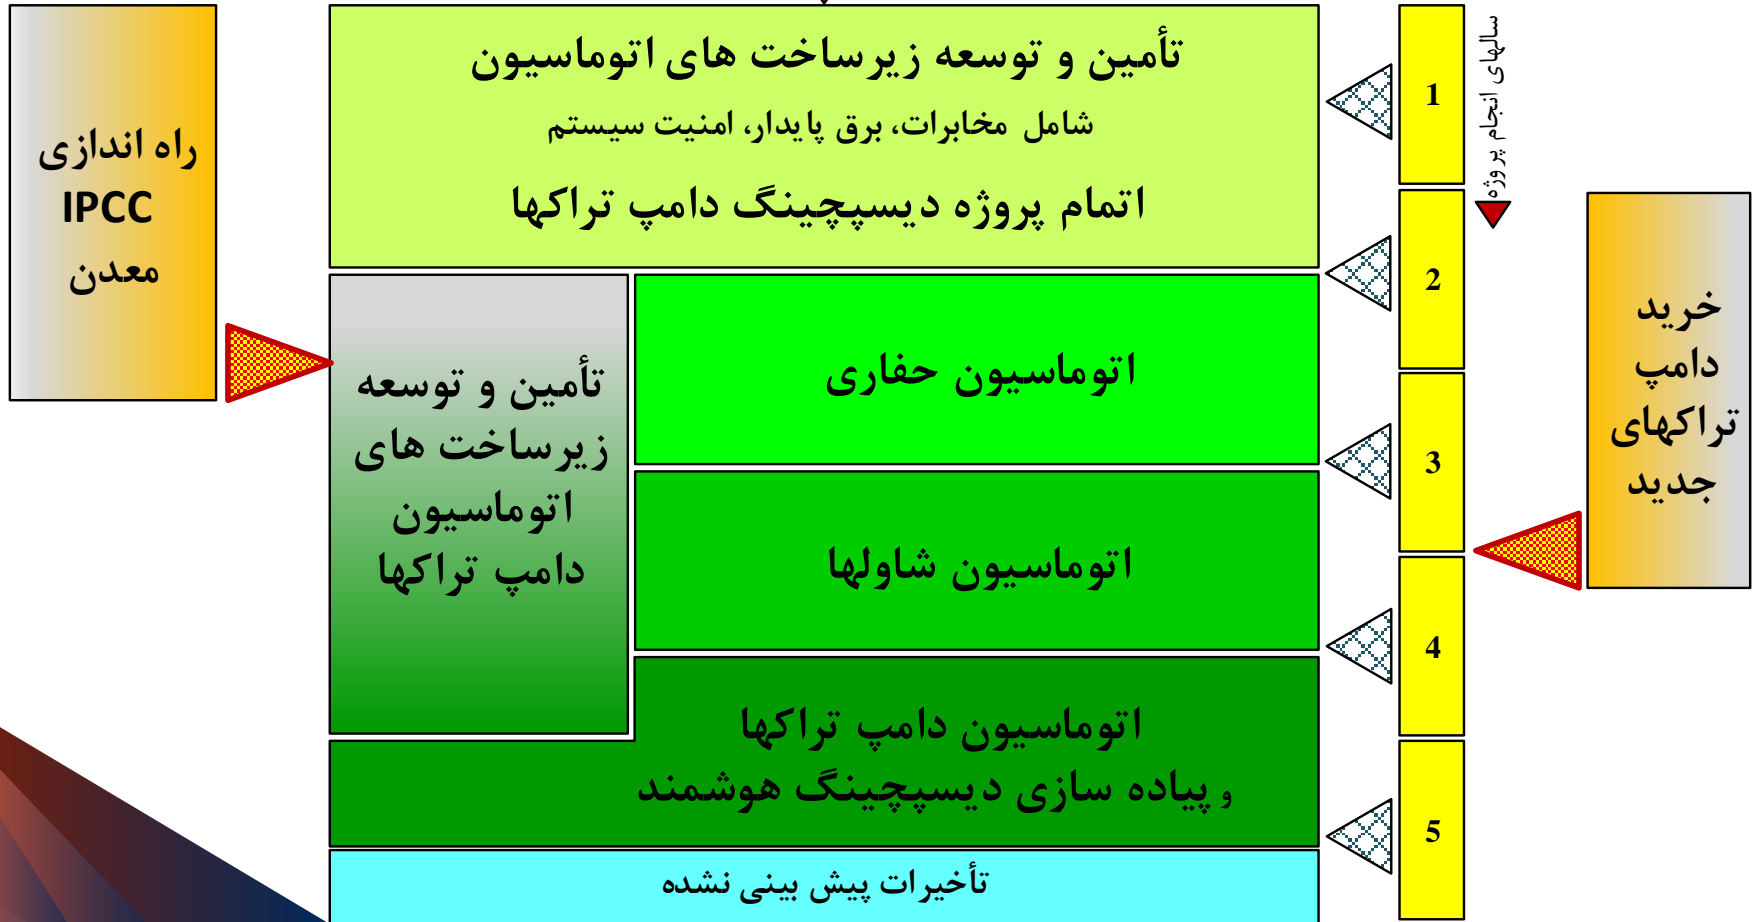 سالهای انجام پروژه
1
2
3
4
5
تأمین و توسعه زیرساخت های اتوماسیون
شامل مخابرات، برق پایدار، امنیت سیستم
اتمام پروژه دیسپچینگ دامپ تراکها
اتوماسیون حفاری
اتوماسیون شاولها
اتوماسیون دامپ تراکها
و پیاده سازی دیسپچینگ هوشمند
تأخیرات پیش بینی نشده
تأمین و توسعه
زیرساخت های
اتوماسیون
دامپ تراکها
خرید
دامپ
تراکهای
جدید
راه اندازی
IPCC
معدن